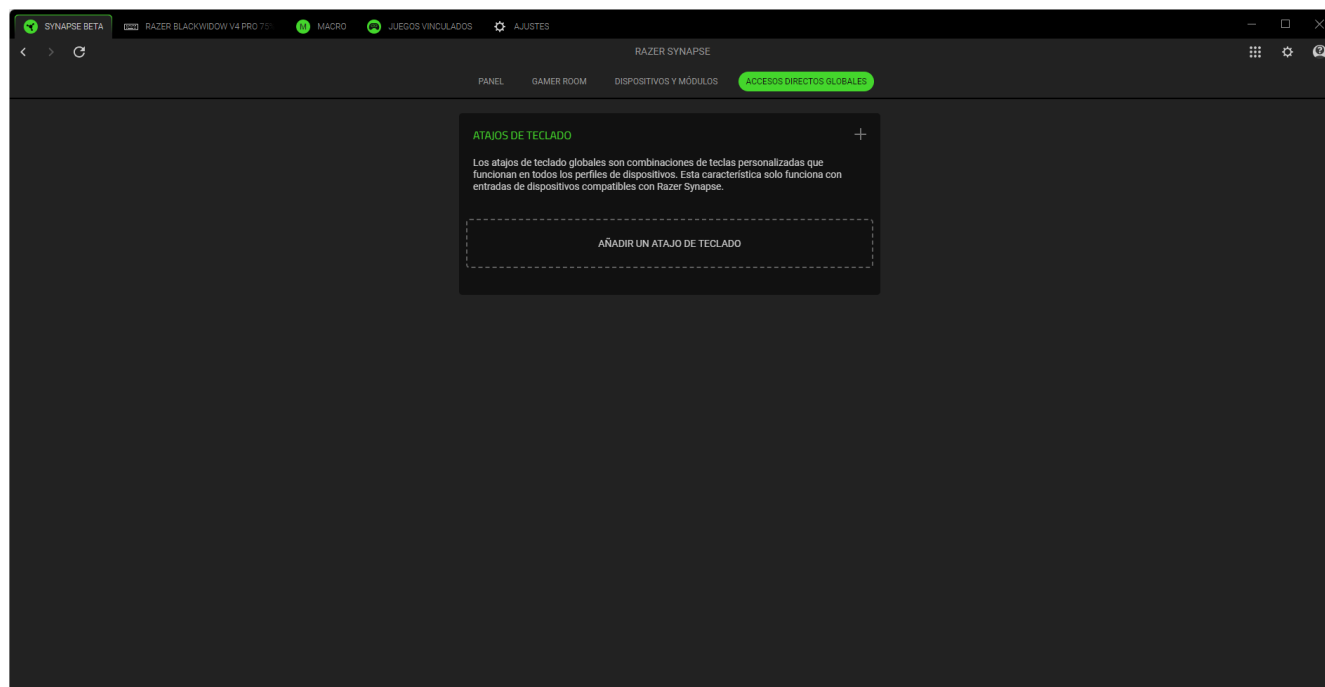 SYNAPSE BETA
RAZER BLACKWIDOW V4 PRO 75%
M MACRO
JUEGOS VINCULADOS
AJUSTES
RAZER SYNAPSE
PANEL
GAMER ROOM
DISPOSITIVOS Y MÓDULOS
ACCESOS DIRECTOS GLOBALES
ATAJOS DE TECLADO
Los atajos de teclado globales son combinaciones de teclas personalizadas que
funcionan en todos los perfiles de dispositivos. Esta característica solo funciona con
entradas de dispositivos compatibles con Razer Synapse.
AÑADIR UN ATAJO DE TECLADO